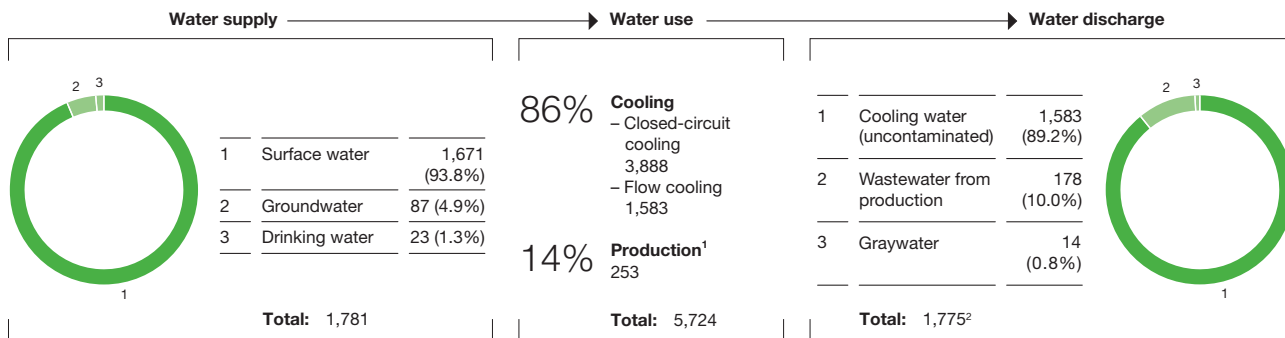 Water supply
Water use
Water discharge
2
3
1
1 Surface water 1,671
(93.8%)
2 Groundwater 87 (4.9%)
3 Drinking water 23 (1.3%)
Total: 1,781
86% Cooling
– Closed-circuit
cooling
3,888
– Flow cooling
1,583
14% Production¹
253
Total: 5,724
1 Cooling water 1,583
(uncontaminated) (89.2%)
2 Wastewater from 178
production (10.0%)
3 Graywater 14
(0.8%)
Total: 1,775²
2
3
1